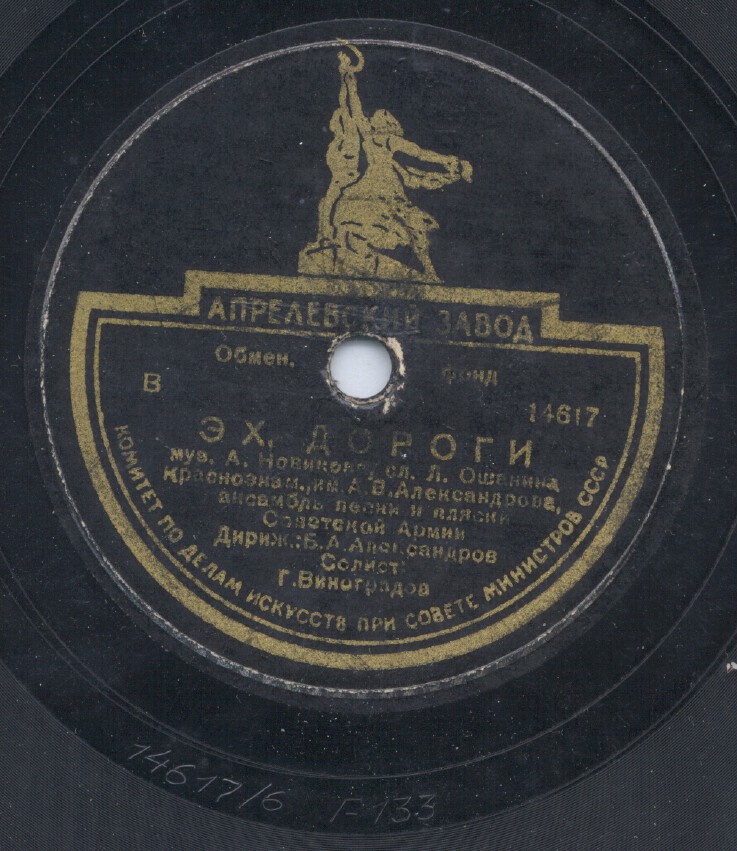 АПРЕЛЕВСКИЙ ЗАВОД
Обмен. фонд
В 14617
ЭХ, ДОРОГИ
муз. А. Новикова, сл. Л. Ошанина
Краснознам. им. А.В.Александрова,
ансамбль песни и пляски
Советской Армии
Дириж.: Б.А.Александров
Солист:
Г.Виноградов
КОМИТЕТ ПО ДЕЛАМ ИСКУССТВ ПРИ СОВЕТЕ МИНИСТРОВ СССР
14617/6 Г-133